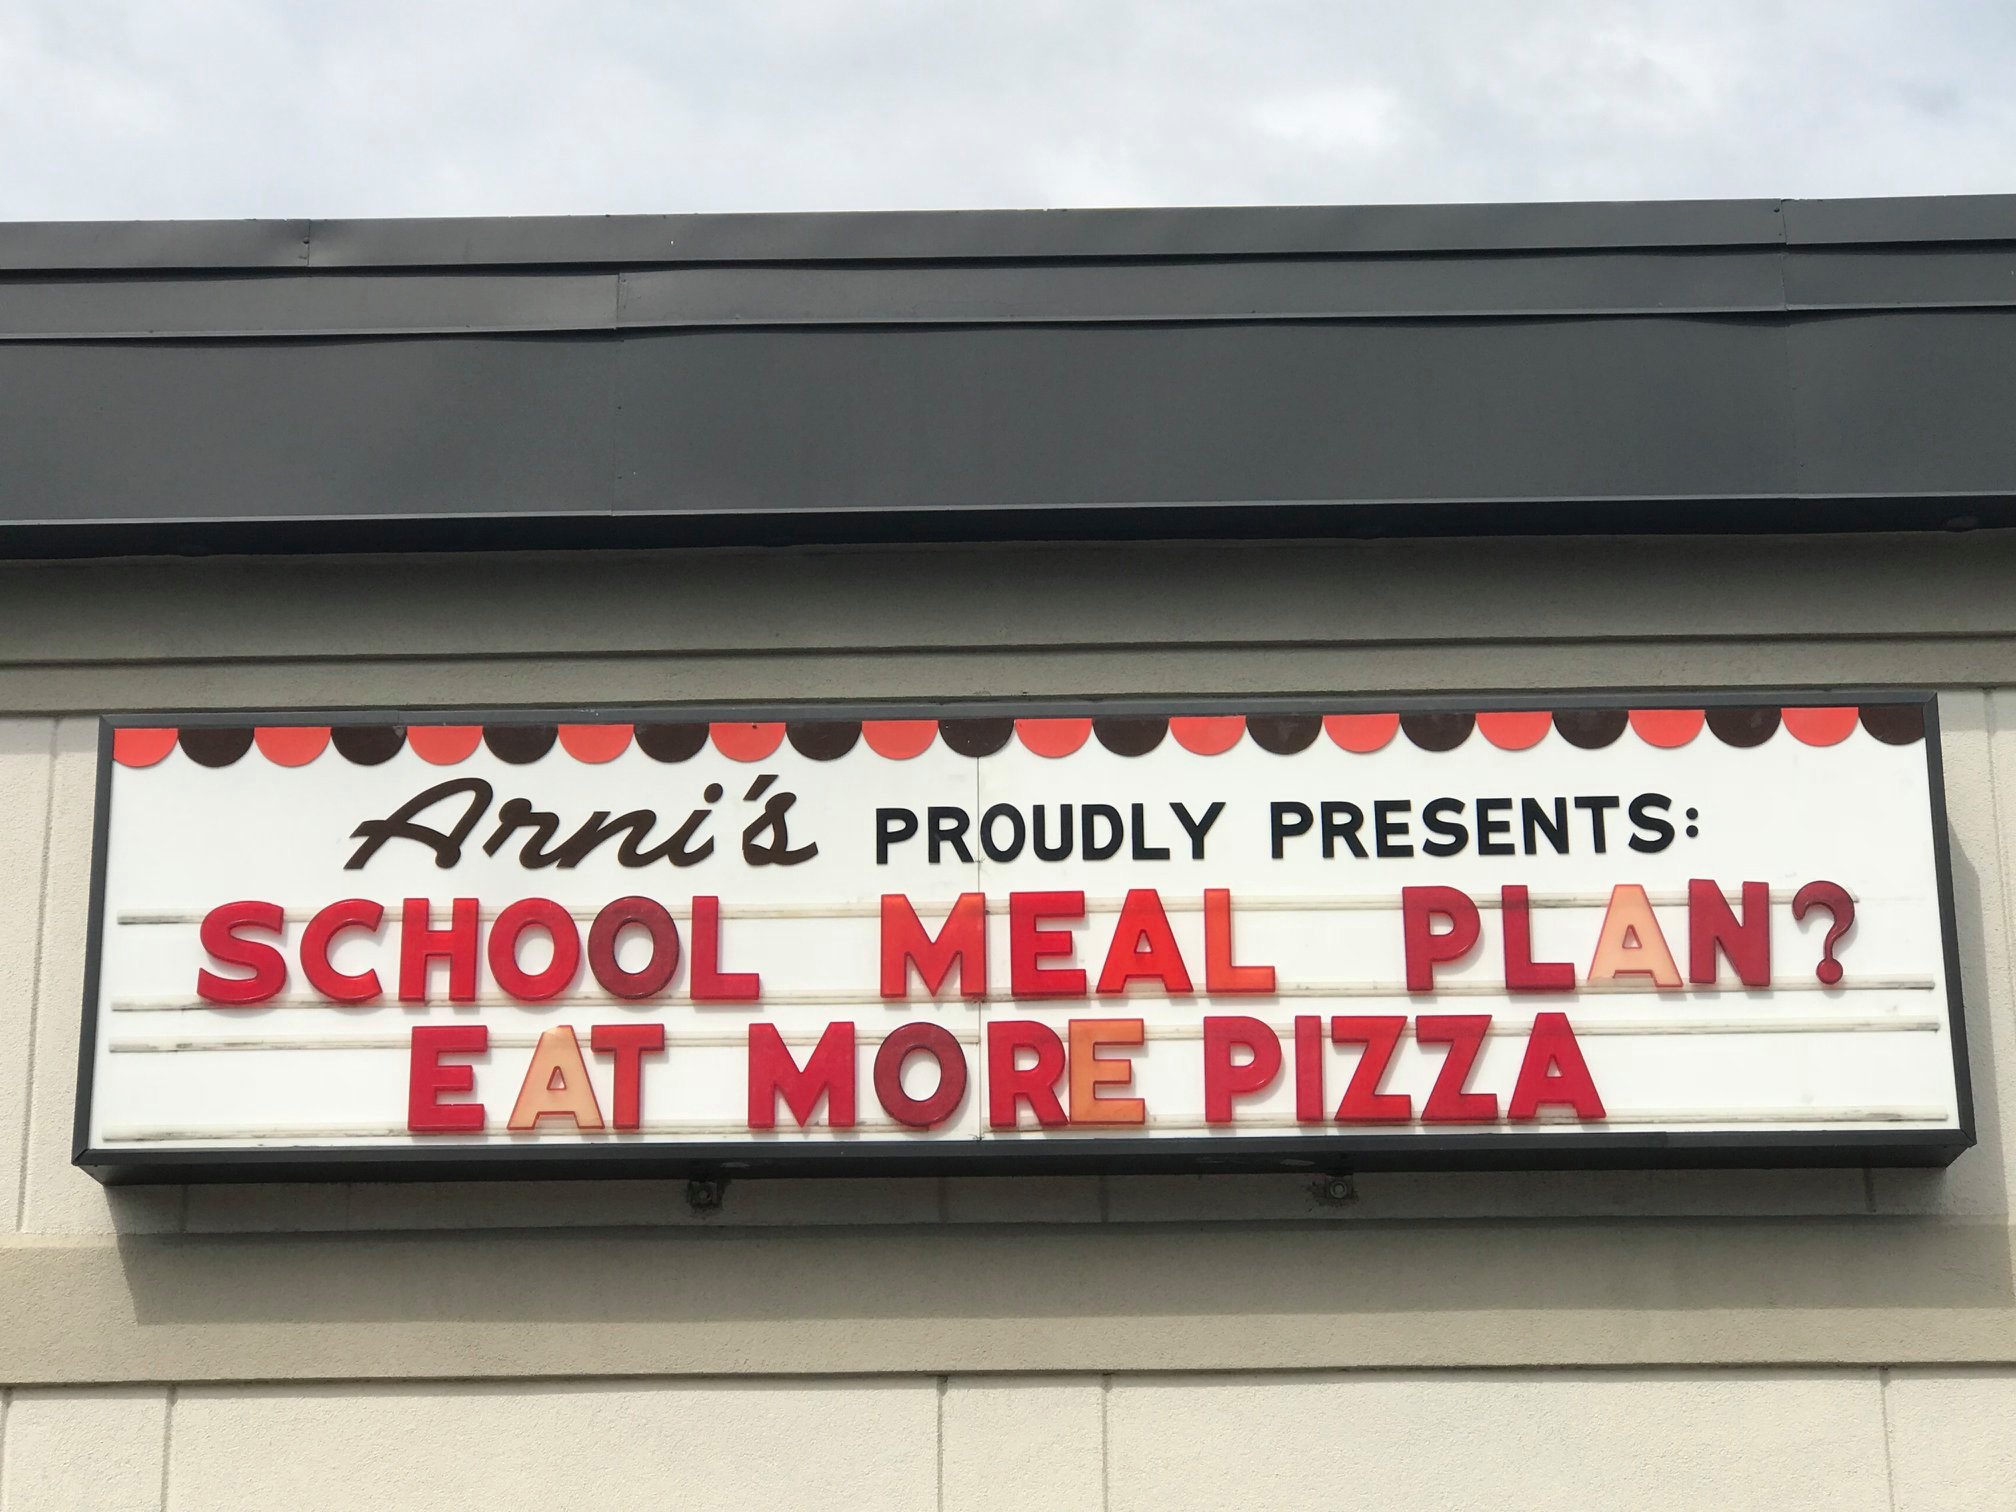 Arni's PROUDLY PRESENTS:
SCHOOL MEAL PLAN?
EAT MORE PIZZA